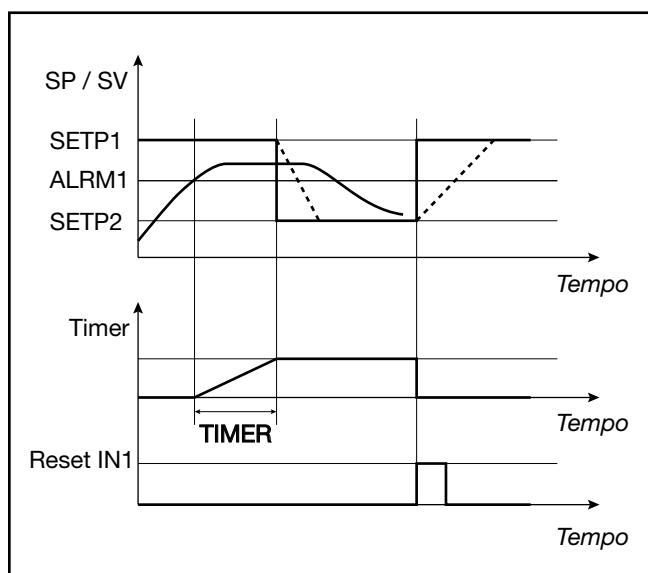 SP / SV
SETP1
ALRM1
SETP2
Tempo
Timer
TIMER
Tempo
Reset IN1
Tempo